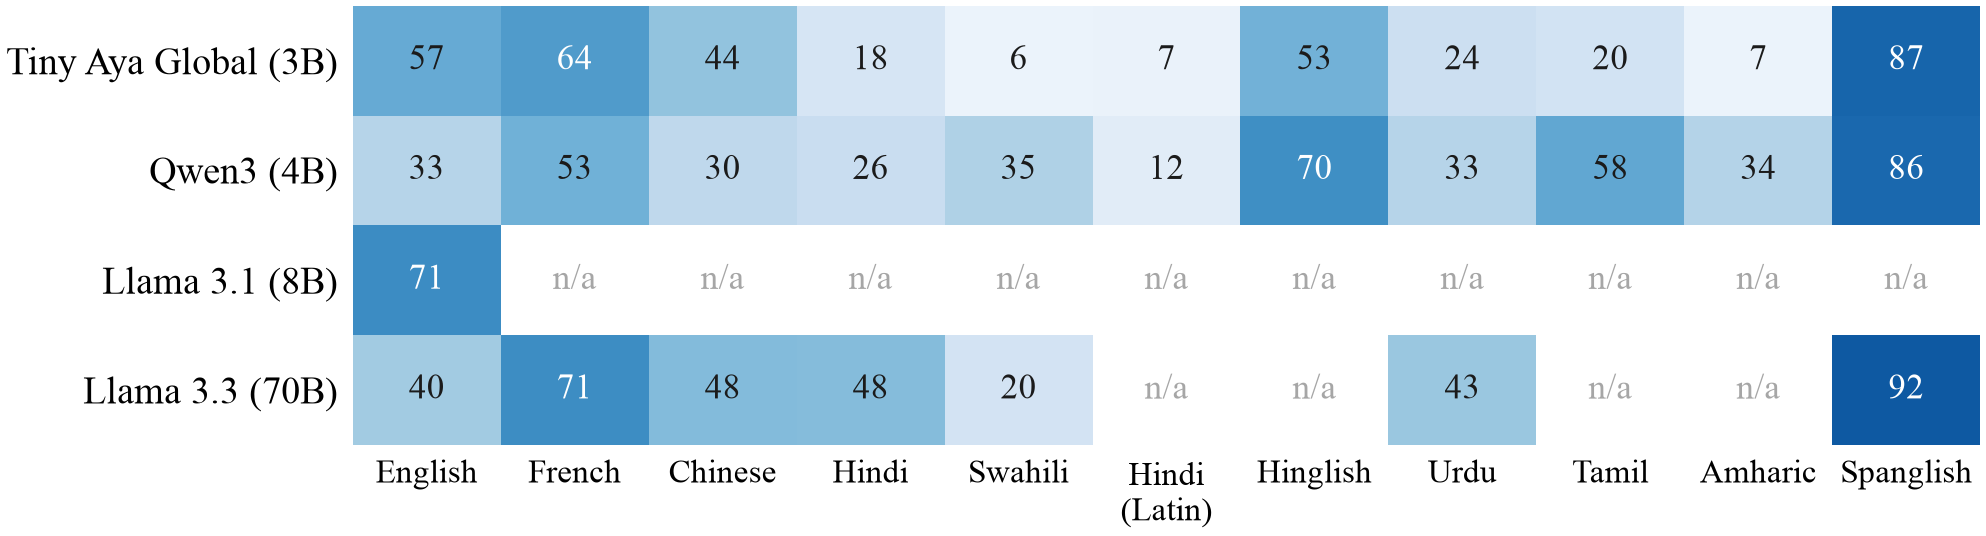 Tiny Aya Global (3B) 57 64 44 18 6 7 53 24 20 7 87
Qwen3 (4B) 33 53 30 26 35 12 70 33 58 34 86
Llama 3.1 (8B) 71 n/a n/a n/a n/a n/a n/a n/a n/a n/a n/a
Llama 3.3 (70B) 40 71 48 48 20 n/a n/a 43 n/a n/a 92
English French Chinese Hindi Swahili Hindi Hinglish Urdu Tamil Amharic Spanglish
(Latin)